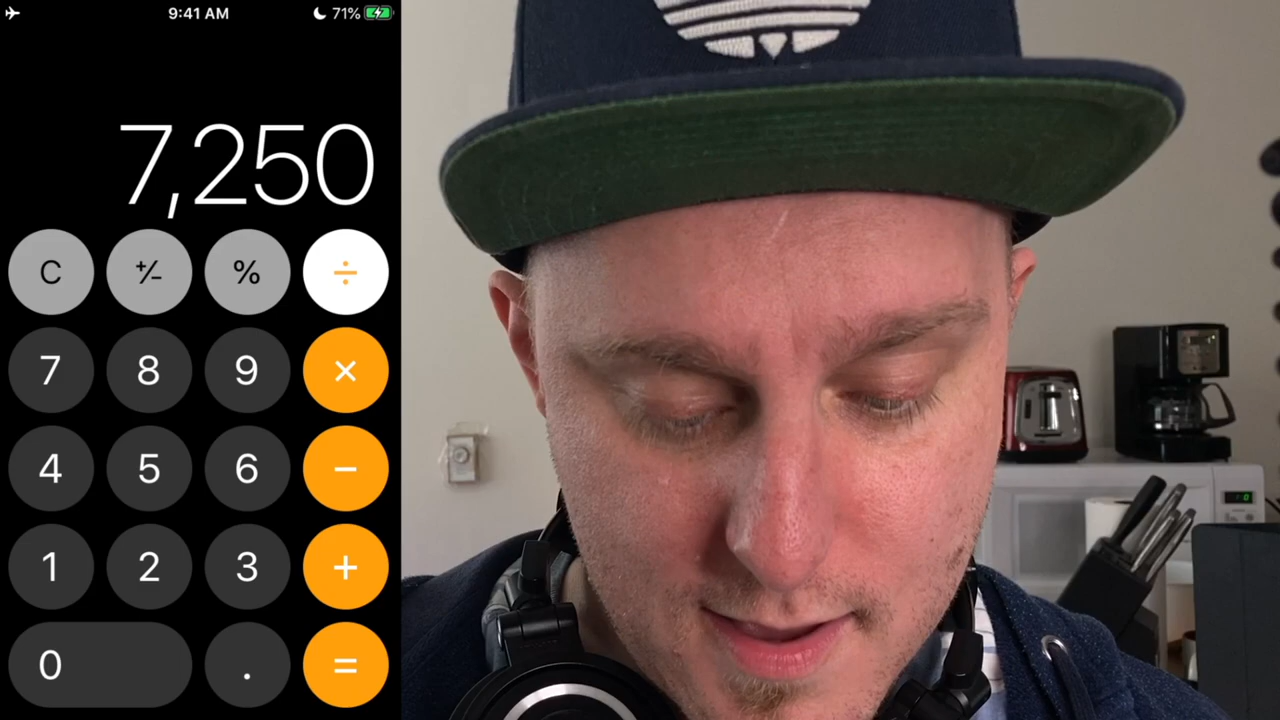 9:41 AM 71%
7,250
C +/- % ÷
7 8 9 ×
4 5 6 −
1 2 3 +
0 . =